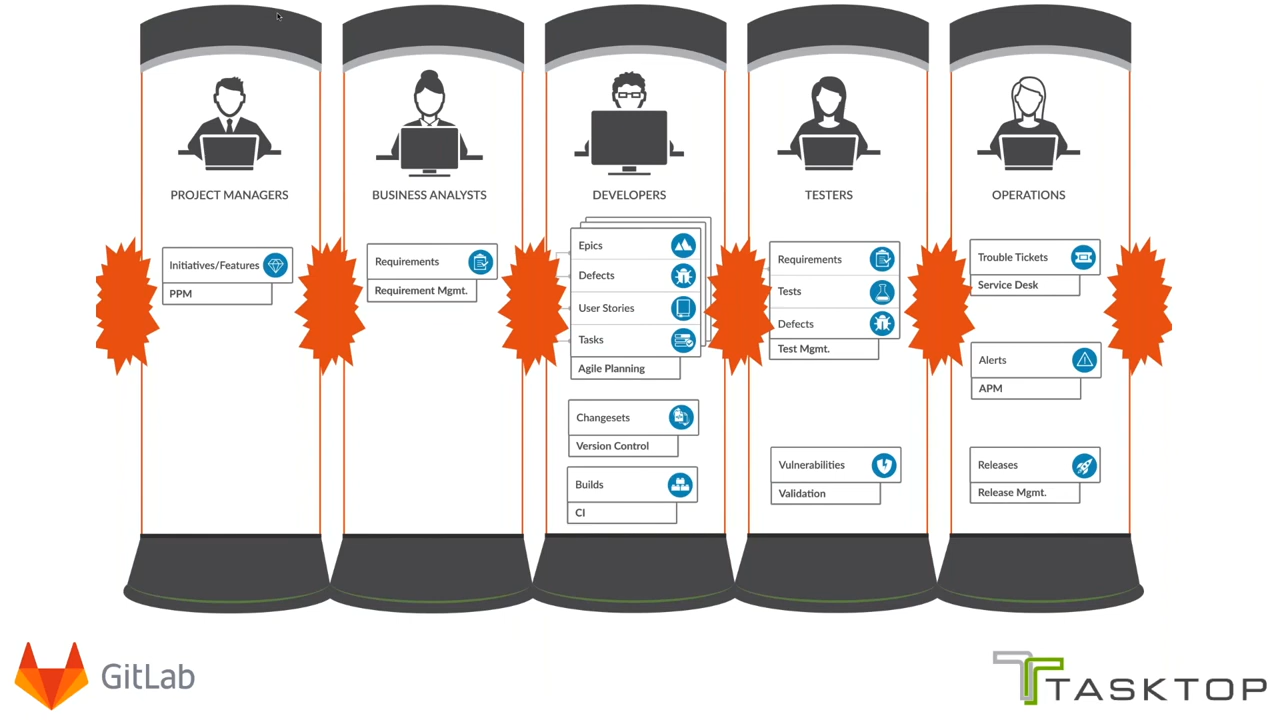 PROJECT MANAGERS
Initiatives/Features
PPM
BUSINESS ANALYSTS
Requirements
Requirement Mgmt.
DEVELOPERS
Epics
Defects
User Stories
Tasks
Agile Planning
Changesets
Version Control
Builds
CI
TESTERS
Requirements
Tests
Defects
Test Mgmt.
Vulnerabilities
Validation
OPERATIONS
Trouble Tickets
Service Desk
Alerts
APM
Releases
Release Mgmt.
GitLab
TASKTOP